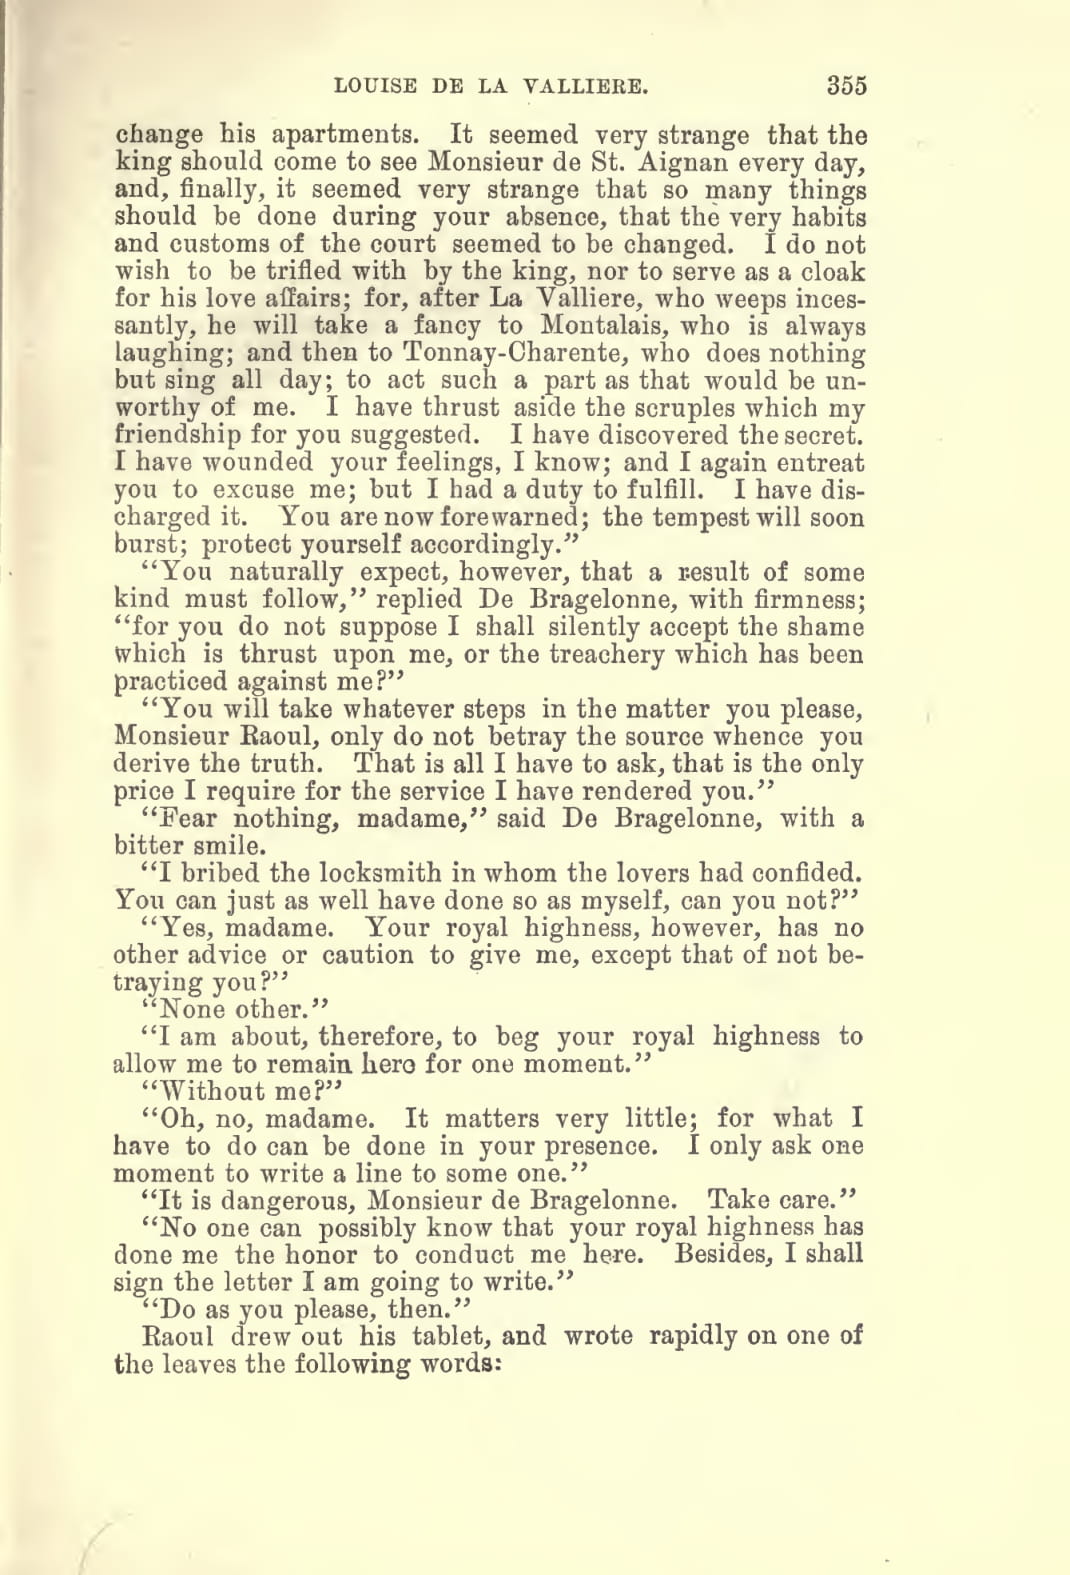 LOUISE DE LA VALLIERE. 355
change his apartments. It seemed very strange that the
king should come to see Monsieur de St. Aignan every day,
and, finally, it seemed very strange that so many things
should be done during your absence, that the very habits
and customs of the court seemed to be changed. I do not
wish to be trifled with by the king, nor to serve as a cloak
for his love affairs; for, after La Valliere, who weeps inces-
santly, he will take a fancy to Montalais, who is always
laughing; and then to Tonnay-Charente, who does nothing
but sing all day; to act such a part as that would be un-
worthy of me. I have thrust aside the scruples which my
friendship for you suggested. I have discovered the secret.
I have wounded your feelings, I know; and I again entreat
you to excuse me; but I had a duty to fulfill. I have dis-
charged it. You are now forewarned; the tempest will soon
burst; protect yourself accordingly.”
“You naturally expect, however, that a result of some
kind must follow,” replied De Bragelonne, with firmness;
“for you do not suppose I shall silently accept the shame
which is thrust upon me, or the treachery which has been
practiced against me?”
“You will take whatever steps in the matter you please,
Monsieur Raoul, only do not betray the source whence you
derive the truth. That is all I have to ask, that is the only
price I require for the service I have rendered you.”
“Fear nothing, madame,” said De Bragelonne, with a
bitter smile.
“I bribed the locksmith in whom the lovers had confided.
You can just as well have done so as myself, can you not?”
“Yes, madame. Your royal highness, however, has no
other advice or caution to give me, except that of not be-
traying you?”
“None other.”
“I am about, therefore, to beg your royal highness to
allow me to remain here for one moment.”
“Without me?”
“Oh, no, madame. It matters very little; for what I
have to do can be done in your presence. I only ask one
moment to write a line to some one.”
“It is dangerous, Monsieur de Bragelonne. Take care.”
“No one can possibly know that your royal highness has
done me the honor to conduct me here. Besides, I shall
sign the letter I am going to write.”
“Do as you please, then.”
Raoul drew out his tablet, and wrote rapidly on one of
the leaves the following words: